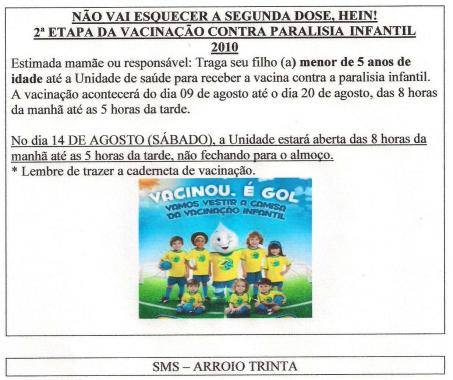 NÃO VAI ESQUECER A SEGUNDA DOSE, HEIN!
2ª ETAPA DA VACINAÇÃO CONTRA PARALISIA INFANTIL
2010
Estimada mamãe ou responsável: Traga seu filho (a) menor de 5 anos de
idade até a Unidade de saúde para receber a vacina contra a paralisia infantil.
A vacinação acontecerá do dia 09 de agosto até o dia 20 de agosto, das 8 horas
da manhã até as 5 horas da tarde.
No dia 14 DE AGOSTO (SÁBADO), a Unidade estará aberta das 8 horas da
manhã até as 5 horas da tarde, não fechando para o almoço.
* Lembre de trazer a caderneta de vacinação.
VACINOU, É GOL
VAMOS VESTIR A CAMISA
DA VACINAÇÃO INFANTIL
SMS – ARROIO TRINTA